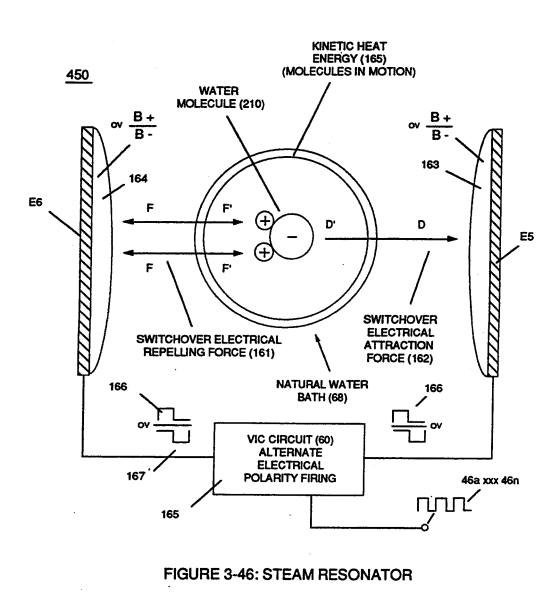 KINETIC HEAT
ENERGY (165)
(MOLECULES IN MOTION)
450
WATER
MOLECULE (210)
ov B +
B -
ov B +
B -
164
163
E6
E5
F F'
+
+
−
D' D
F F'
SWITCHOVER ELECTRICAL
REPELLING FORCE (161)
SWITCHOVER
ELECTRICAL
ATTRACTION
FORCE (162)
NATURAL WATER
BATH (68)
166
166
ov
ov
VIC CIRCUIT (60)
ALTERNATE
ELECTRICAL
POLARITY FIRING
167
165
46a xxx 46n
FIGURE 3-46: STEAM RESONATOR